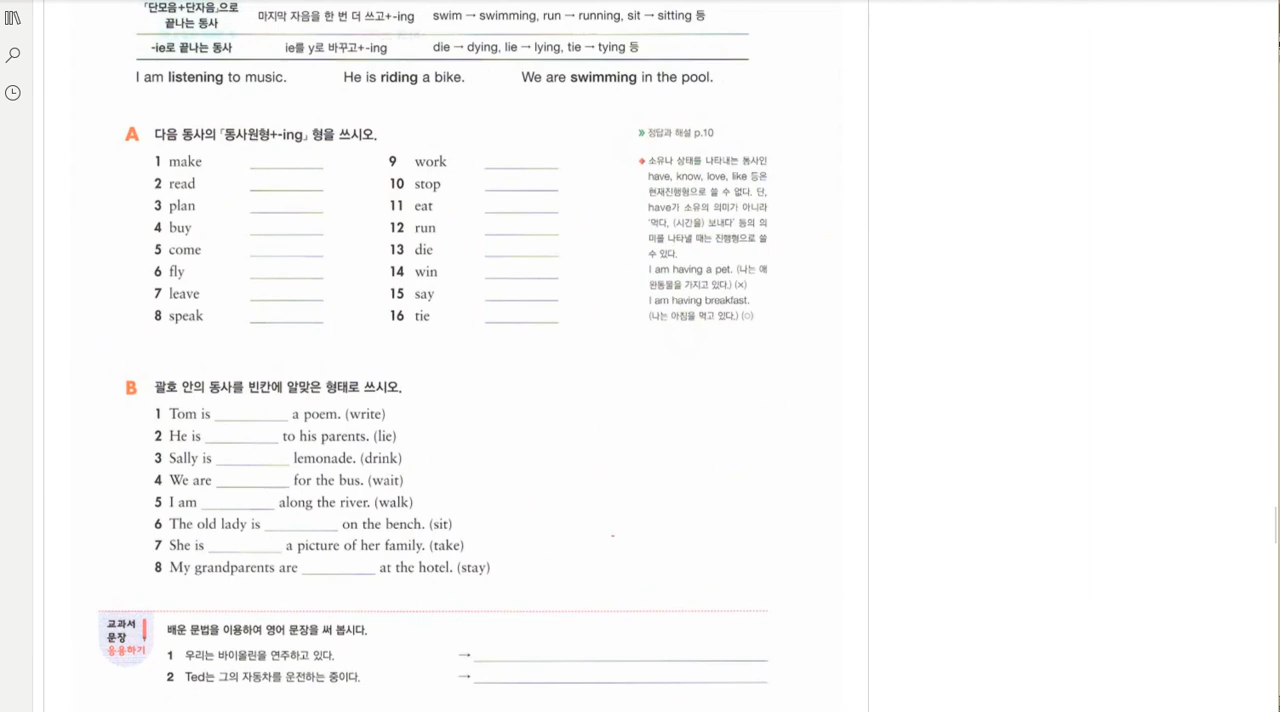 「단모음+단자음」으로
끝나는 동사
마지막 자음을 한 번 더 쓰고+-ing
swim → swimming, run → running, sit → sitting 등
-ie로 끝나는 동사
ie를 y로 바꾸고+-ing
die → dying, lie → lying, tie → tying 등
I am listening to music.
He is riding a bike.
We are swimming in the pool.
A 다음 동사의 「동사원형+-ing」 형을 쓰시오.
1 make
2 read
3 plan
4 buy
5 come
6 fly
7 leave
8 speak
9 work
10 stop
11 eat
12 run
13 die
14 win
15 say
16 tie
» 정답과 해설 p.10
소유나 상태를 나타내는 동사인
have, know, love, like 등은
현재진행형으로 쓸 수 없다. 단,
have가 소유의 의미가 아니라
'먹다, (시간을) 보내다' 등의 의
미를 나타낼 때는 진행형으로 쓸
수 있다.
I am having a pet. (나는 애
완동물을 가지고 있다.) (×)
I am having breakfast.
(나는 아침을 먹고 있다.) (○)
B 괄호 안의 동사를 빈칸에 알맞은 형태로 쓰시오.
1 Tom is __________ a poem. (write)
2 He is __________ to his parents. (lie)
3 Sally is __________ lemonade. (drink)
4 We are __________ for the bus. (wait)
5 I am __________ along the river. (walk)
6 The old lady is __________ on the bench. (sit)
7 She is __________ a picture of her family. (take)
8 My grandparents are __________ at the hotel. (stay)
교과서
문장
응용하기
배운 문법을 이용하여 영어 문장을 써 봅시다.
1 우리는 바이올린을 연주하고 있다. →
2 Ted는 그의 자동차를 운전하는 중이다. →